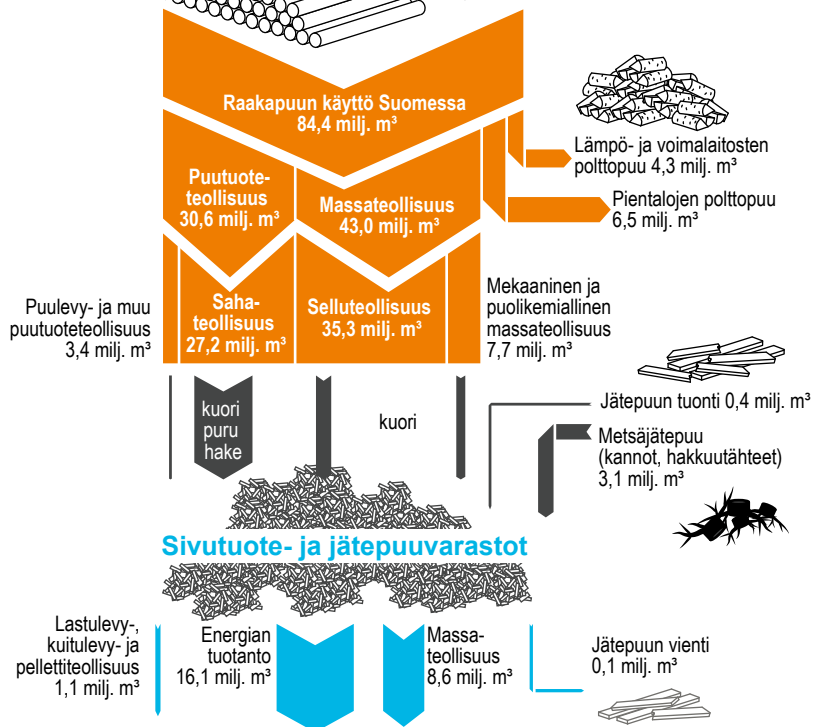 Raakapuun käyttö Suomessa
84,4 milj. m³
Lämpö- ja voimalaitosten
polttopuu 4,3 milj. m³
Puutuote-
teollisuus
30,6 milj. m³
Massateollisuus
43,0 milj. m³
Pientalojen polttopuu
6,5 milj. m³
Puulevy- ja muu
puutuoteteollisuus
3,4 milj. m³
Saha-
teollisuus
27,2 milj. m³
Selluteollisuus
35,3 milj. m³
Mekaaninen ja
puolikemiallinen
massateollisuus
7,7 milj. m³
kuori
puru
hake
kuori
Jätepuun tuonti 0,4 milj. m³
Metsäjätepuu
(kannot, hakkuutähteet)
3,1 milj. m³
Sivutuote- ja jätepuuvarastot
Lastulevy-,
kuitulevy- ja
pellettiteollisuus
1,1 milj. m³
Energian
tuotanto
16,1 milj. m³
Massa-
teollisuus
8,6 milj. m³
Jätepuun vienti
0,1 milj. m³